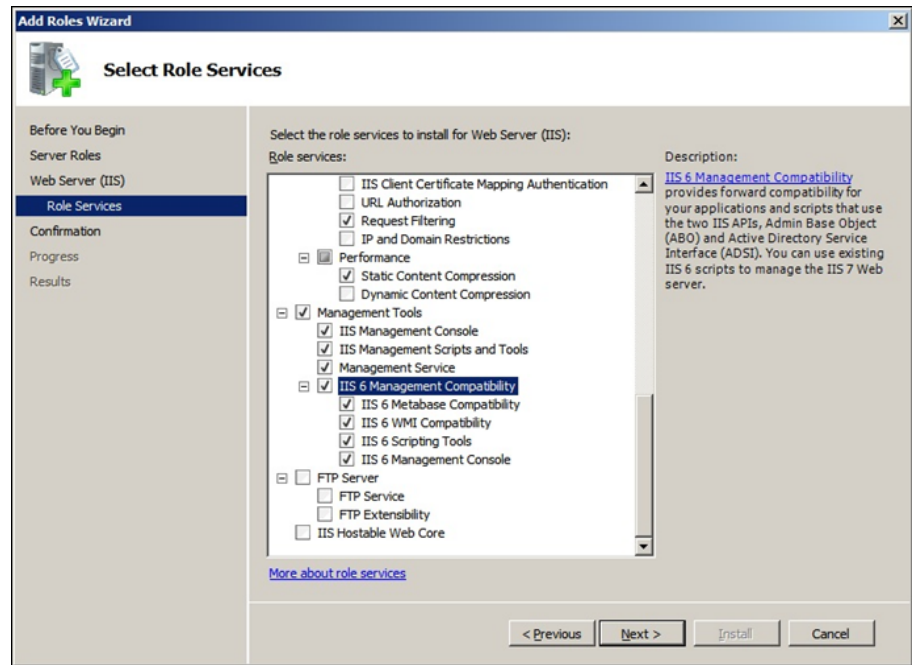 Add Roles Wizard
Select Role Services
Before You Begin
Server Roles
Web Server (IIS)
Role Services
Confirmation
Progress
Results
Select the role services to install for Web Server (IIS):
Role services:
IIS Client Certificate Mapping Authentication
URL Authorization
Request Filtering
IP and Domain Restrictions
Performance
Static Content Compression
Dynamic Content Compression
Management Tools
IIS Management Console
IIS Management Scripts and Tools
Management Service
IIS 6 Management Compatibility
IIS 6 Metabase Compatibility
IIS 6 WMI Compatibility
IIS 6 Scripting Tools
IIS 6 Management Console
FTP Server
FTP Service
FTP Extensibility
IIS Hostable Web Core
More about role services
Description:
IIS 6 Management Compatibility
provides forward compatibility for
your applications and scripts that use
the two IIS APIs, Admin Base Object
(ABO) and Active Directory Service
Interface (ADSI). You can use existing
IIS 6 scripts to manage the IIS 7 Web
server.
< Previous
Next >
Install
Cancel